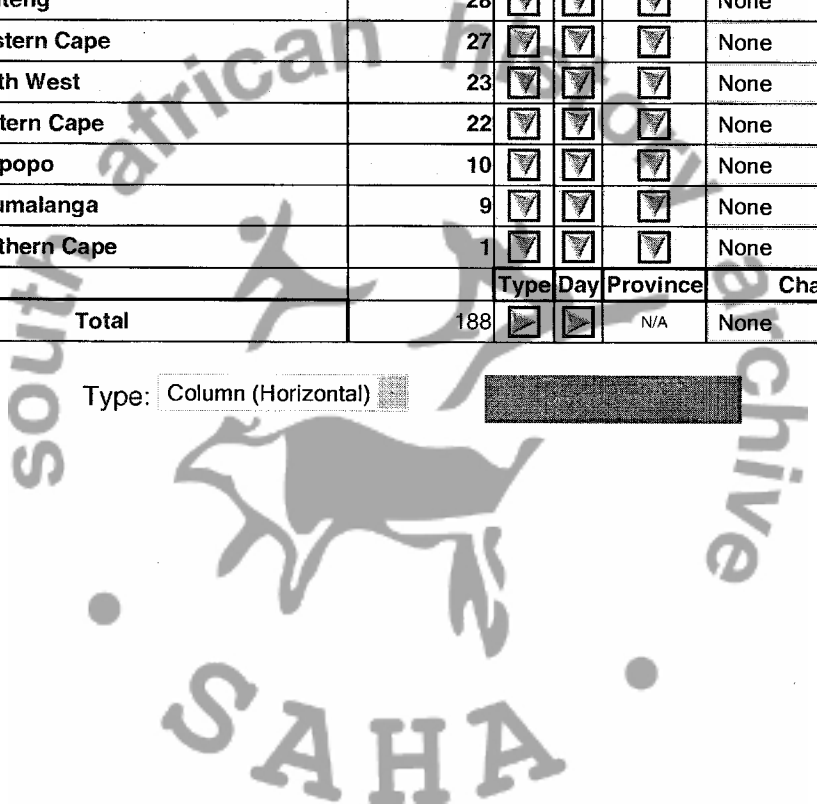 uteng 28 None
stern Cape 27 None
th West 23 None
tern Cape 22 None
popo 10 None
umalanga 9 None
thern Cape 1 None
Type Day Province Cha
Total 188 N/A None
Type: Column (Horizontal)
south african history archive
SAHA